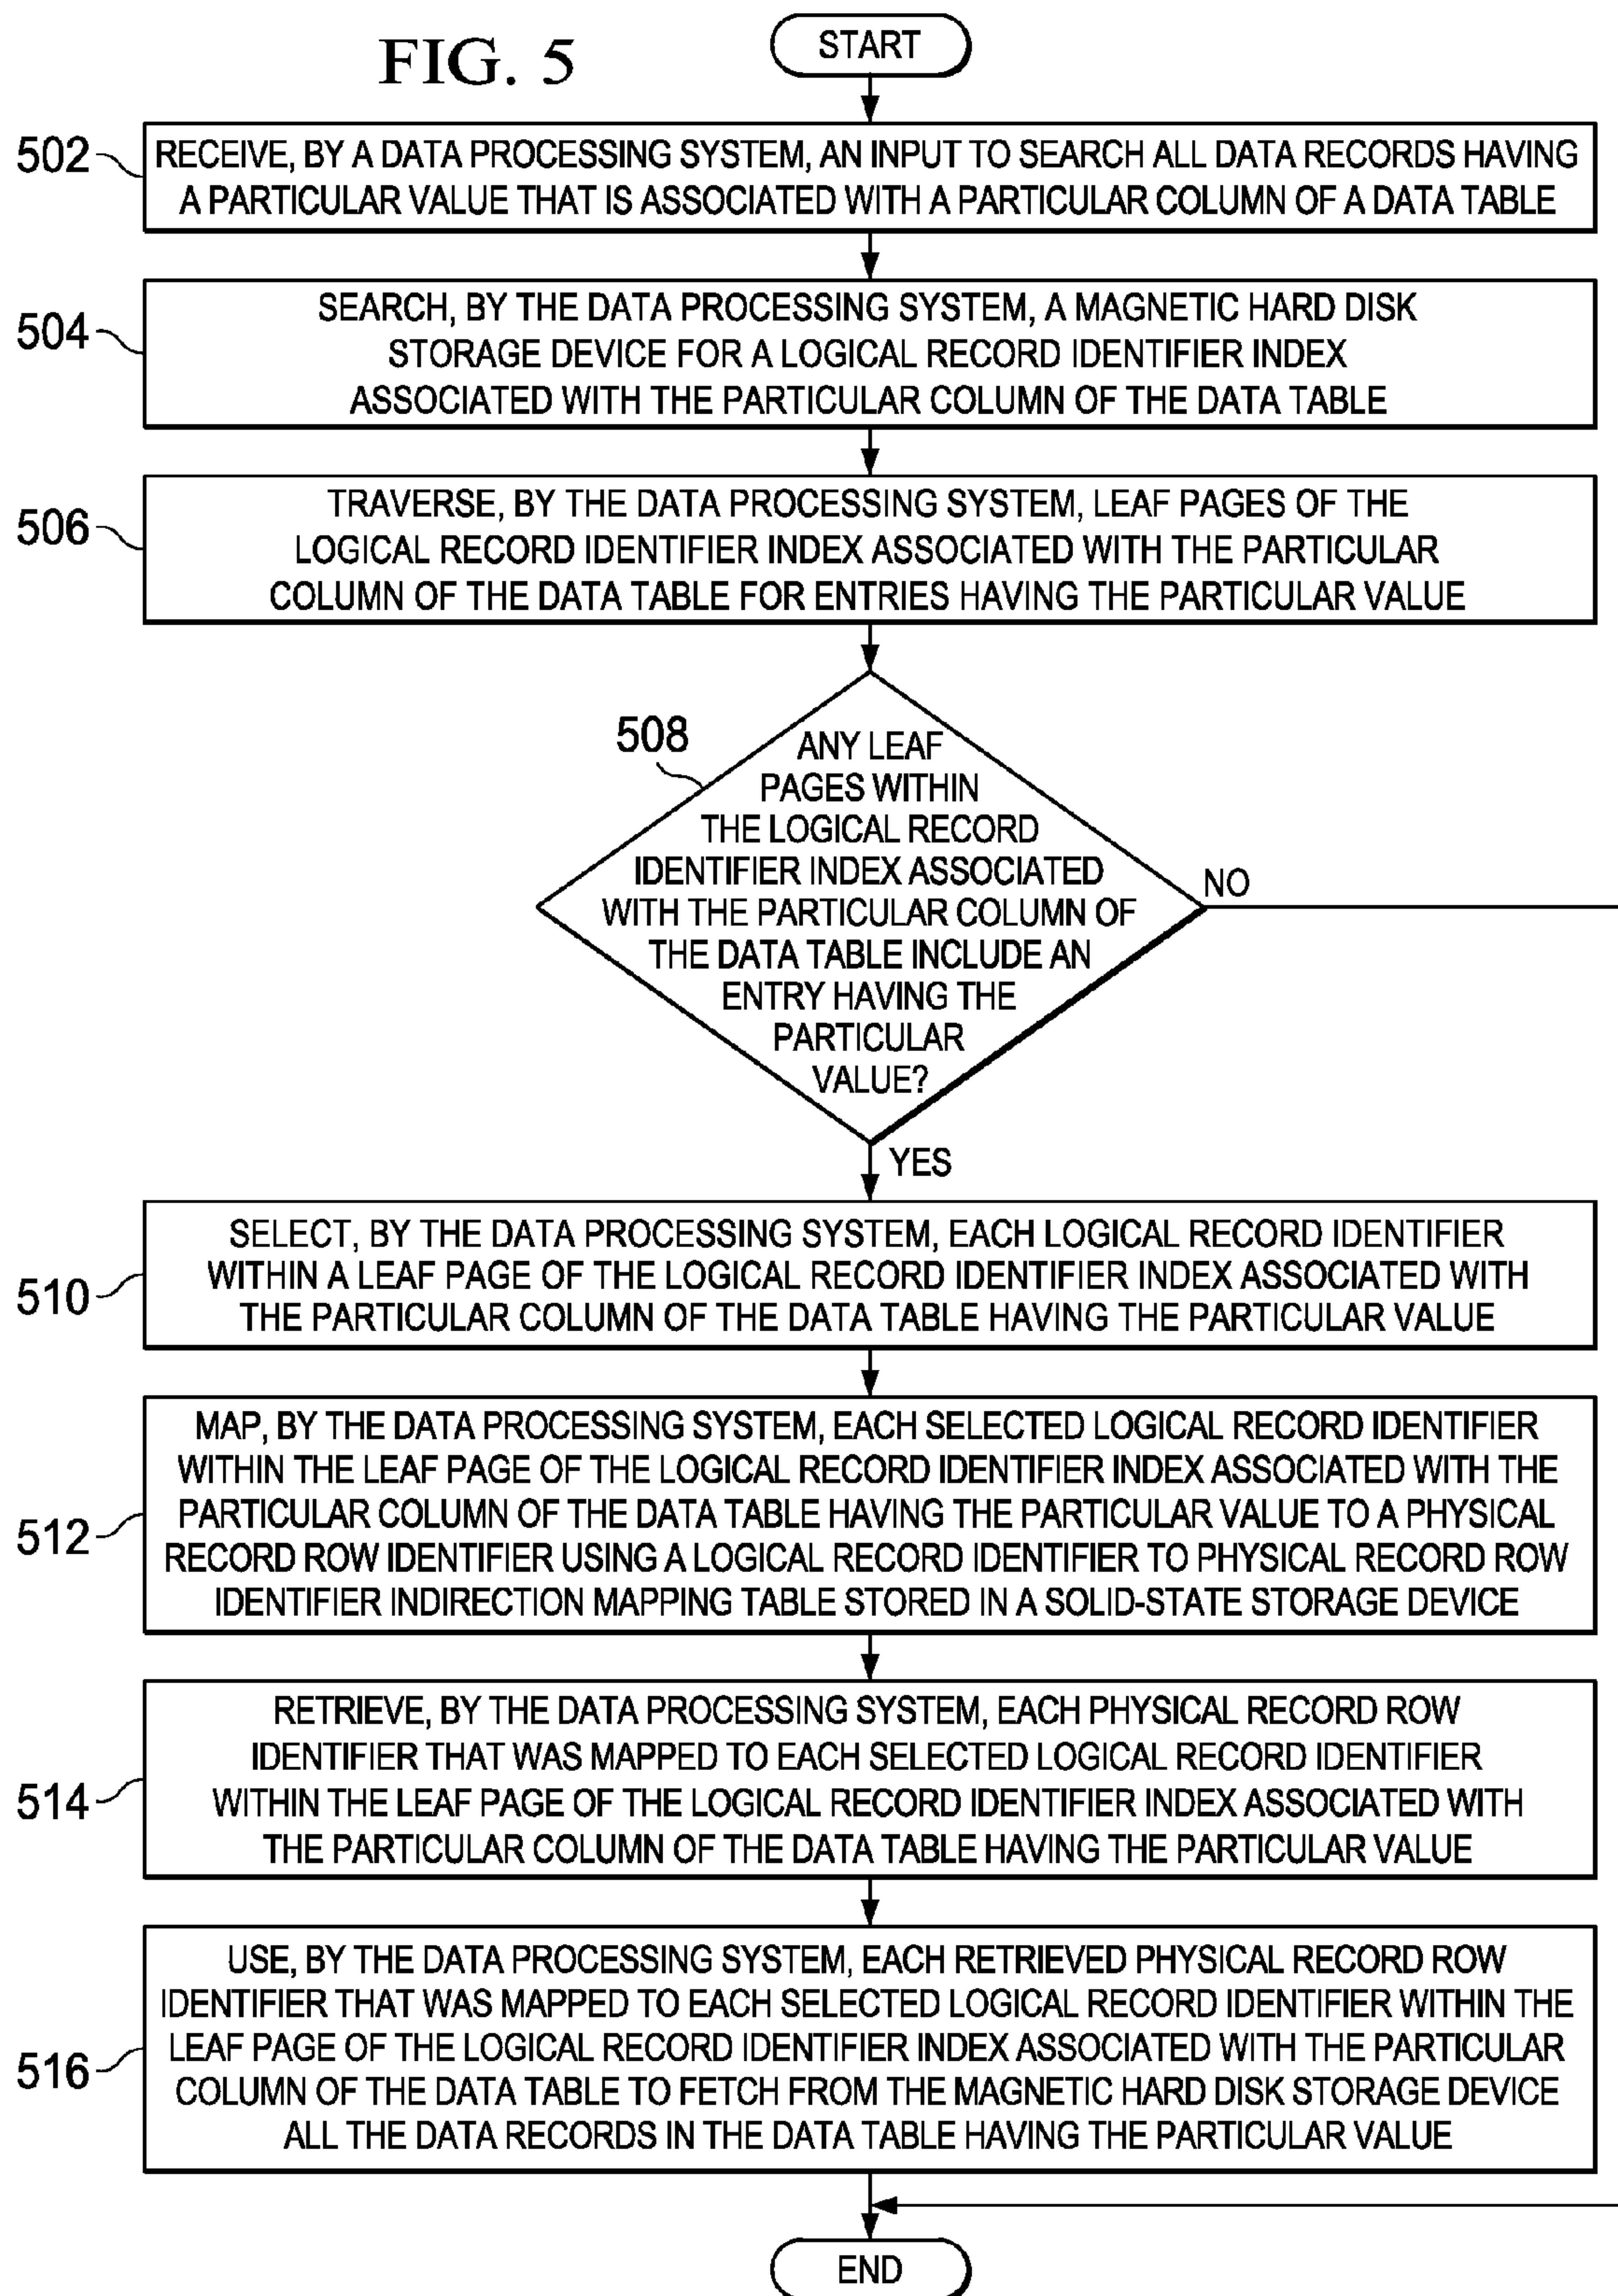 FIG. 5
START
502
RECEIVE, BY A DATA PROCESSING SYSTEM, AN INPUT TO SEARCH ALL DATA RECORDS HAVING
A PARTICULAR VALUE THAT IS ASSOCIATED WITH A PARTICULAR COLUMN OF A DATA TABLE
504
SEARCH, BY THE DATA PROCESSING SYSTEM, A MAGNETIC HARD DISK
STORAGE DEVICE FOR A LOGICAL RECORD IDENTIFIER INDEX
ASSOCIATED WITH THE PARTICULAR COLUMN OF THE DATA TABLE
506
TRAVERSE, BY THE DATA PROCESSING SYSTEM, LEAF PAGES OF THE
LOGICAL RECORD IDENTIFIER INDEX ASSOCIATED WITH THE PARTICULAR
COLUMN OF THE DATA TABLE FOR ENTRIES HAVING THE PARTICULAR VALUE
508
ANY LEAF
PAGES WITHIN
THE LOGICAL RECORD
IDENTIFIER INDEX ASSOCIATED
WITH THE PARTICULAR COLUMN OF
THE DATA TABLE INCLUDE AN
ENTRY HAVING THE
PARTICULAR
VALUE?
NO
YES
510
SELECT, BY THE DATA PROCESSING SYSTEM, EACH LOGICAL RECORD IDENTIFIER
WITHIN A LEAF PAGE OF THE LOGICAL RECORD IDENTIFIER INDEX ASSOCIATED WITH
THE PARTICULAR COLUMN OF THE DATA TABLE HAVING THE PARTICULAR VALUE
512
MAP, BY THE DATA PROCESSING SYSTEM, EACH SELECTED LOGICAL RECORD IDENTIFIER
WITHIN THE LEAF PAGE OF THE LOGICAL RECORD IDENTIFIER INDEX ASSOCIATED WITH THE
PARTICULAR COLUMN OF THE DATA TABLE HAVING THE PARTICULAR VALUE TO A PHYSICAL
RECORD ROW IDENTIFIER USING A LOGICAL RECORD IDENTIFIER TO PHYSICAL RECORD ROW
IDENTIFIER INDIRECTION MAPPING TABLE STORED IN A SOLID-STATE STORAGE DEVICE
514
RETRIEVE, BY THE DATA PROCESSING SYSTEM, EACH PHYSICAL RECORD ROW
IDENTIFIER THAT WAS MAPPED TO EACH SELECTED LOGICAL RECORD IDENTIFIER
WITHIN THE LEAF PAGE OF THE LOGICAL RECORD IDENTIFIER INDEX ASSOCIATED WITH
THE PARTICULAR COLUMN OF THE DATA TABLE HAVING THE PARTICULAR VALUE
516
USE, BY THE DATA PROCESSING SYSTEM, EACH RETRIEVED PHYSICAL RECORD ROW
IDENTIFIER THAT WAS MAPPED TO EACH SELECTED LOGICAL RECORD IDENTIFIER WITHIN THE
LEAF PAGE OF THE LOGICAL RECORD IDENTIFIER INDEX ASSOCIATED WITH THE PARTICULAR
COLUMN OF THE DATA TABLE TO FETCH FROM THE MAGNETIC HARD DISK STORAGE DEVICE
ALL THE DATA RECORDS IN THE DATA TABLE HAVING THE PARTICULAR VALUE
END